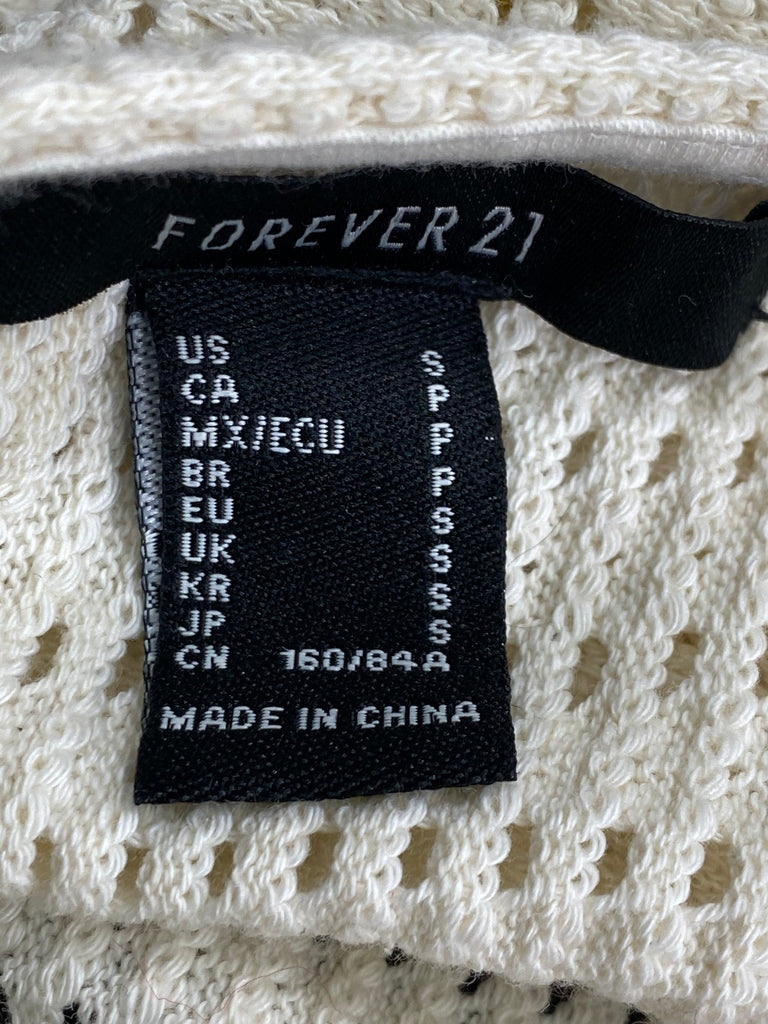 FOREVER 21
US S
CA P
MX/ECU P
BR P
EU S
UK S
KR S
JP S
CN 160/84A
MADE IN CHINA